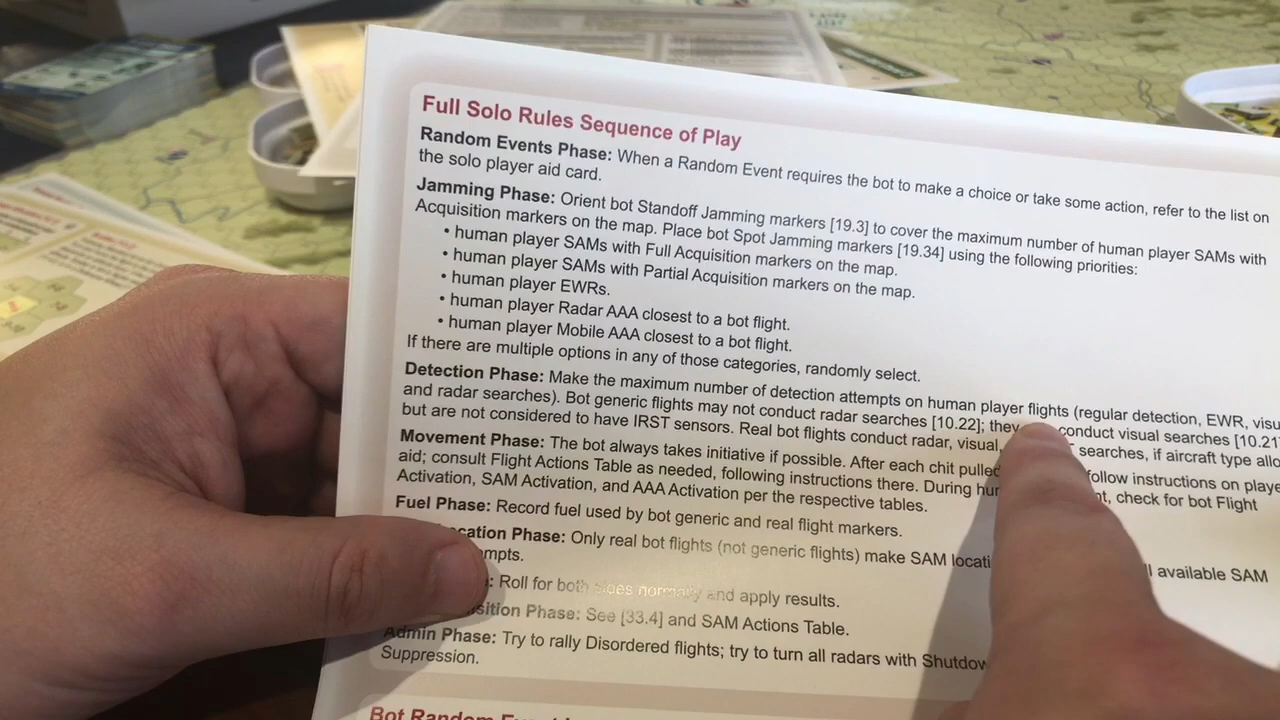 Full Solo Rules Sequence of Play
Random Events Phase: When a Random Event requires the bot to make a choice or take some action, refer to the list on
the solo player aid card.
Jamming Phase: Orient bot Standoff Jamming markers [19.3] to cover the maximum number of human player SAMs with
Acquisition markers on the map. Place bot Spot Jamming markers [19.34] using the following priorities:
• human player SAMs with Full Acquisition markers on the map.
• human player SAMs with Partial Acquisition markers on the map.
• human player EWRs.
• human player Radar AAA closest to a bot flight.
• human player Mobile AAA closest to a bot flight.
If there are multiple options in any of those categories, randomly select.
Detection Phase: Make the maximum number of detection attempts on human player flights (regular detection, EWR,
and radar searches). Bot generic flights may not conduct radar searches [10.22]; they conduct visual searches [10.21
but are not considered to have IRST sensors. Real bot flights conduct radar, visual, searches, if aircraft type
Movement Phase: The bot always takes initiative if possible. After each chit pulled follow instructions on
aid; consult Flight Actions Table as needed, following instructions there. During check for bot Flight
Activation, SAM Activation, and AAA Activation per the respective tables.
Fuel Phase: Record fuel used by bot generic and real flight markers.
Phase: Only real bot flights (not generic flights) make SAM available SAM
Roll for both sides normally and apply results.
Phase: See [33.4] and SAM Actions Table.
Admin Phase: Try to rally Disordered flights; try to turn all radars with
Suppression.
Bot Random